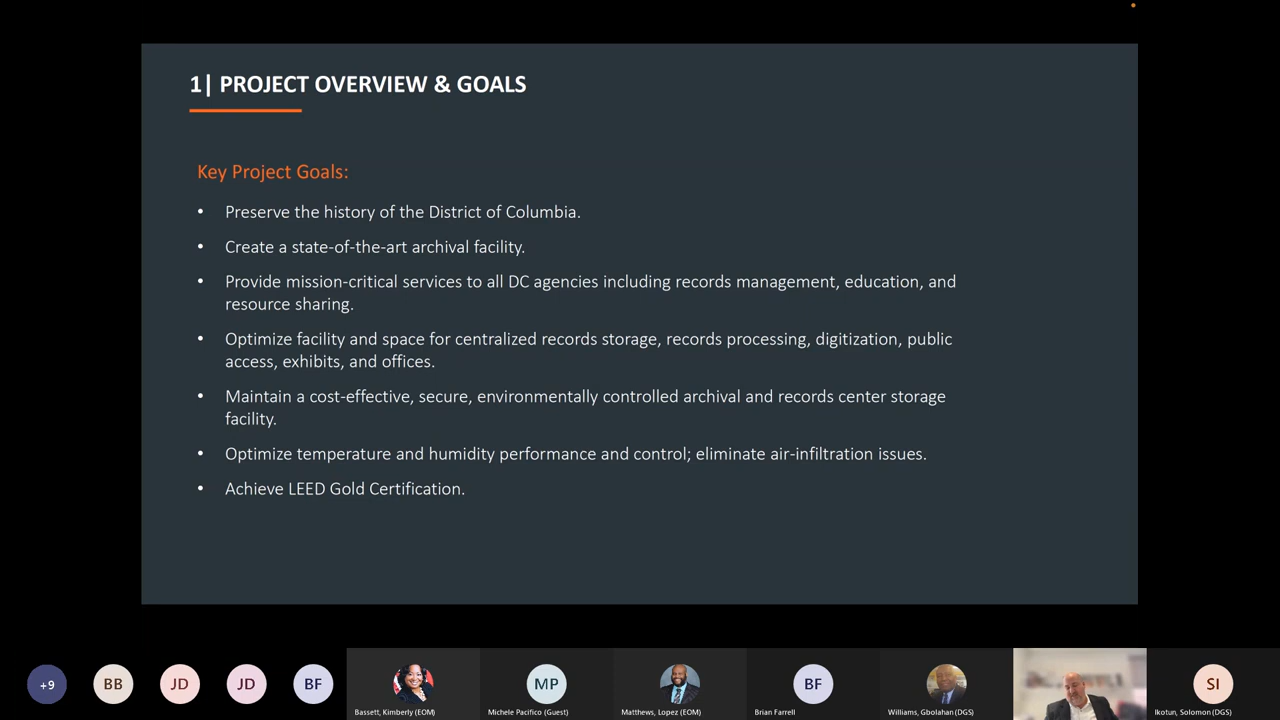 1| PROJECT OVERVIEW & GOALS
Key Project Goals:
• Preserve the history of the District of Columbia.
• Create a state-of-the-art archival facility.
• Provide mission-critical services to all DC agencies including records management, education, and
resource sharing.
• Optimize facility and space for centralized records storage, records processing, digitization, public
access, exhibits, and offices.
• Maintain a cost-effective, secure, environmentally controlled archival and records center storage
facility.
• Optimize temperature and humidity performance and control; eliminate air-infiltration issues.
• Achieve LEED Gold Certification.
+9
BB
JD
JD
BF
Bassett, Kimberly (EOM)
MP
Michele Pacifico (Guest)
Matthews, Lopez (EOM)
BF
Brian Farrell
Williams, Gbolahan (DGS)
SI
Ikotun, Solomon (DGS)